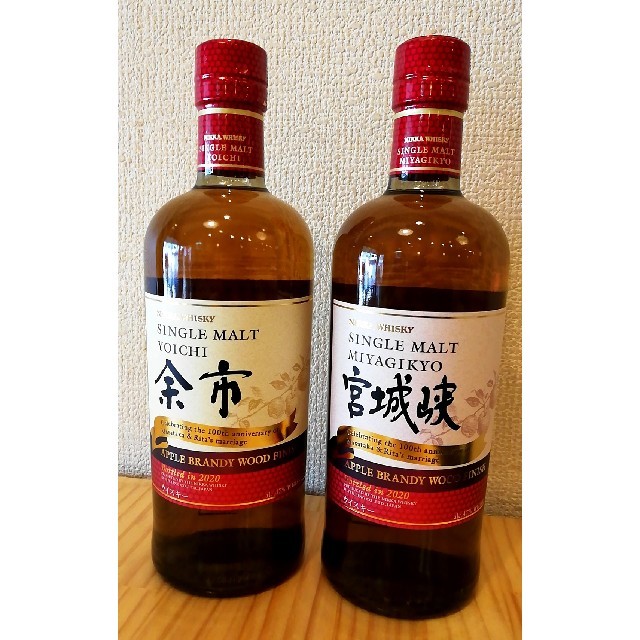 NIKKA WHISKY
SINGLE MALT
YOICHI
NIKKA WHISKY
SINGLE MALT
YOICHI
余市
Celebrating the 100th anniversary of
& Rita's marriage
APPLE BRANDY WOOD FINISH
Bottled in 2020
ウイスキー
NIKKA WHISKY
SINGLE MALT
MIYAGIKYO
NIKKA WHISKY
SINGLE MALT
MIYAGIKYO
宮城峡
Celebrating the 100th
& Rita's marriage
APPLE BRANDY WOOD FINISH
Bottled in 2020
ウイスキー